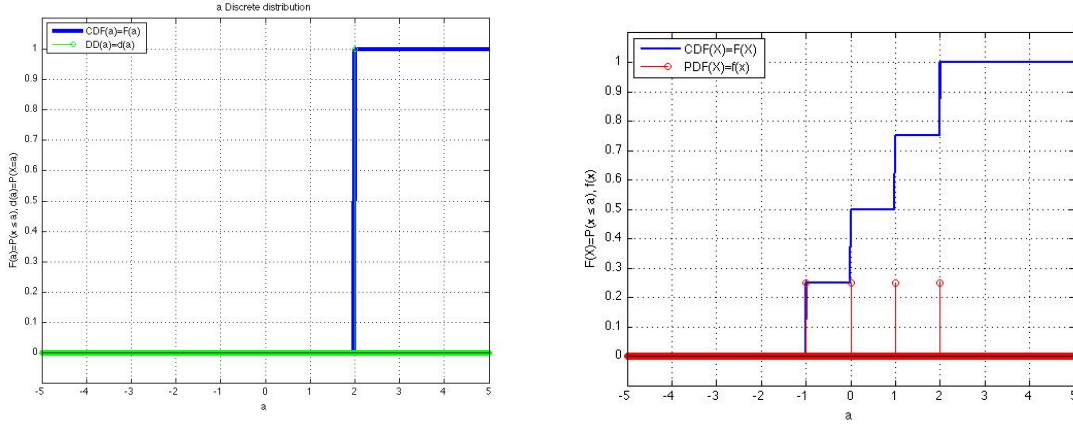 a Discrete distribution
CDF(a)=F(a)
DD(a)=d(a)
F(a)=P(x ≤ a), d(a)=P(X=a)
1
0.9
0.8
0.7
0.6
0.5
0.4
0.3
0.2
0.1
0
-5 -4 -3 -2 -1 0 1 2 3 4 5
a
CDF(X)=F(X)
PDF(X)=f(x)
F(X)=P(x ≤ a), f(x)
1
0.9
0.8
0.7
0.6
0.5
0.4
0.3
0.2
0.1
0
-5 -4 -3 -2 -1 0 1 2 3 4 5
a